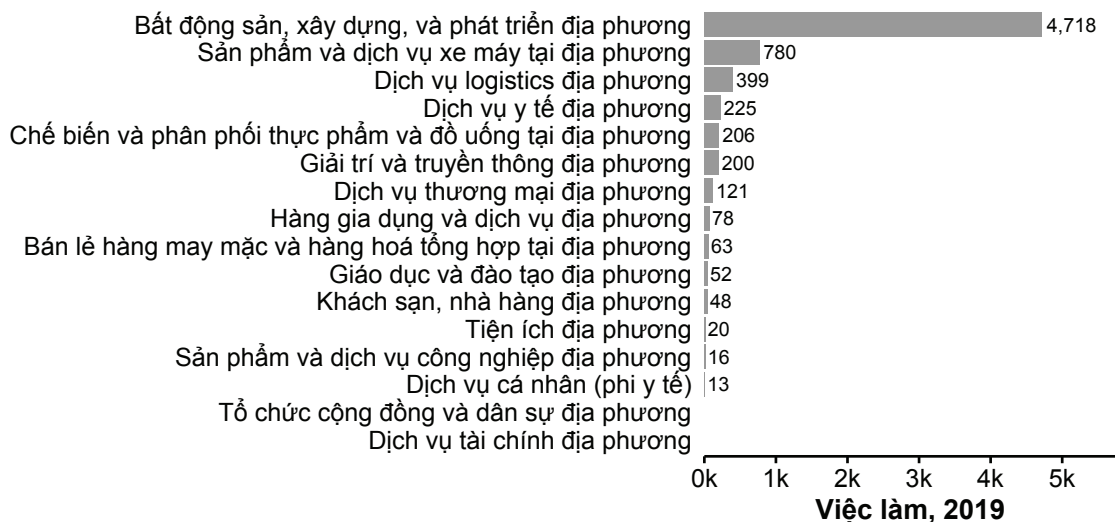 Bất động sản, xây dựng, và phát triển địa phương 4,718
Sản phẩm và dịch vụ xe máy tại địa phương 780
Dịch vụ logistics địa phương 399
Dịch vụ y tế địa phương 225
Chế biến và phân phối thực phẩm và đồ uống tại địa phương 206
Giải trí và truyền thông địa phương 200
Dịch vụ thương mại địa phương 121
Hàng gia dụng và dịch vụ địa phương 78
Bán lẻ hàng may mặc và hàng hoá tổng hợp tại địa phương 63
Giáo dục và đào tạo địa phương 52
Khách sạn, nhà hàng địa phương 48
Tiện ích địa phương 20
Sản phẩm và dịch vụ công nghiệp địa phương 16
Dịch vụ cá nhân (phi y tế) 13
Tổ chức cộng đồng và dân sự địa phương
Dịch vụ tài chính địa phương
0k 1k 2k 3k 4k 5k
Việc làm, 2019